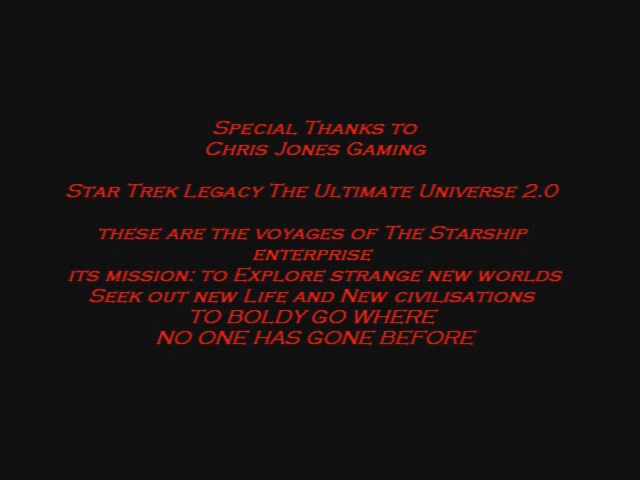 Special Thanks to
Chris Jones Gaming
Star Trek Legacy The Ultimate Universe 2.0
these are the voyages of The Starship
enterprise
its mission: to Explore strange new worlds
Seek out new Life and New civilisations
TO BOLDY GO WHERE
NO ONE HAS GONE BEFORE